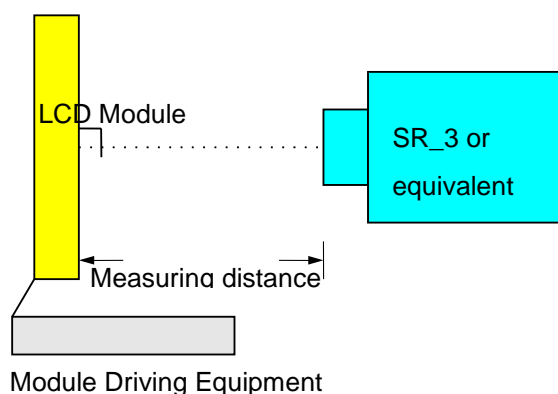 LCD Module
SR_3 or
equivalent
Measuring distance
Module Driving Equipment